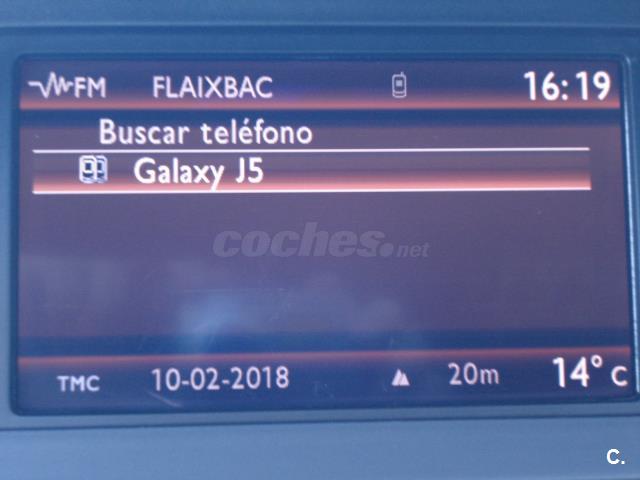 FM FLAIXBAC 16:19
Buscar teléfono
Galaxy J5
coches.net
TMC 10-02-2018 20m 14° C
C.